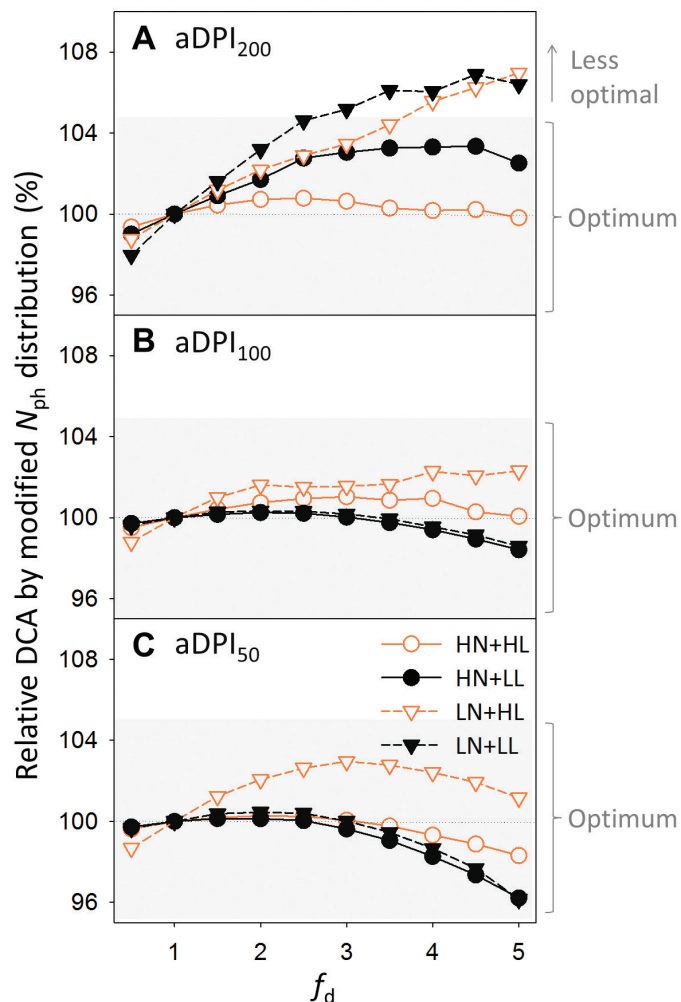 Relative DCA by modified Nph distribution (%)
A aDPI200
108
104
100
96
Less
optimal
Optimum
B aDPI100
108
104
100
96
Optimum
C aDPI50
108
104
100
96
HN+HL
HN+LL
LN+HL
LN+LL
Optimum
1 2 3 4 5
fd